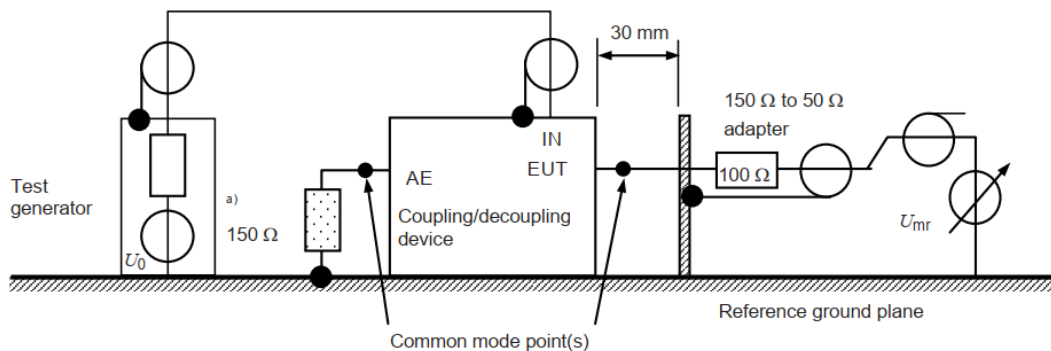 30 mm
150 Ω to 50 Ω
adapter
IN
EUT
100 Ω
AE
Test
generator
a)
150 Ω
Coupling/decoupling
device
U0
Umr
Reference ground plane
Common mode point(s)